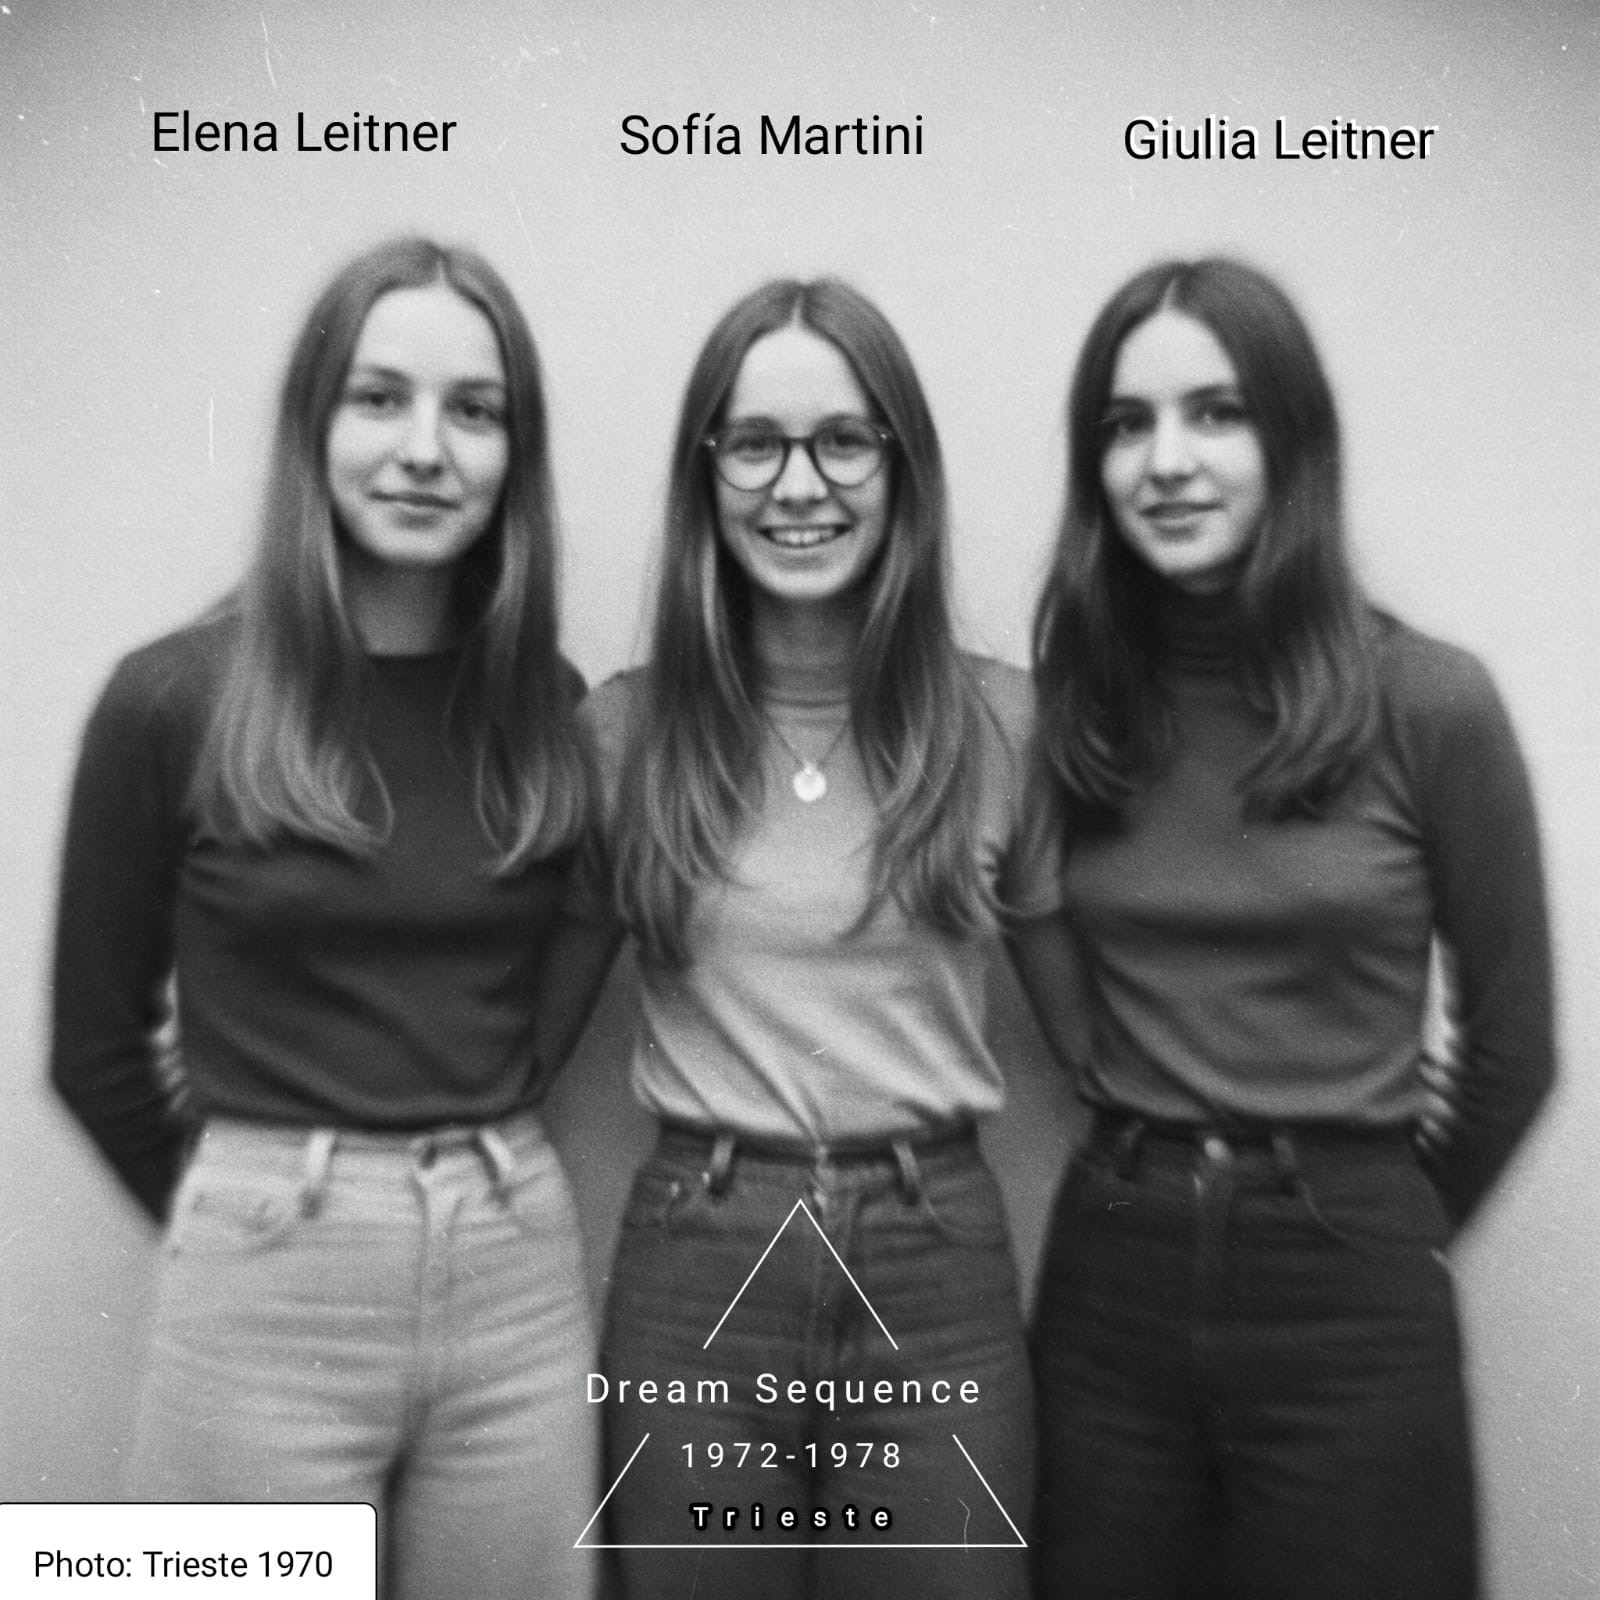 Elena Leitner
Sofía Martini
Giulia Leitner
Dream Sequence
1972-1978
Trieste
Photo: Trieste 1970